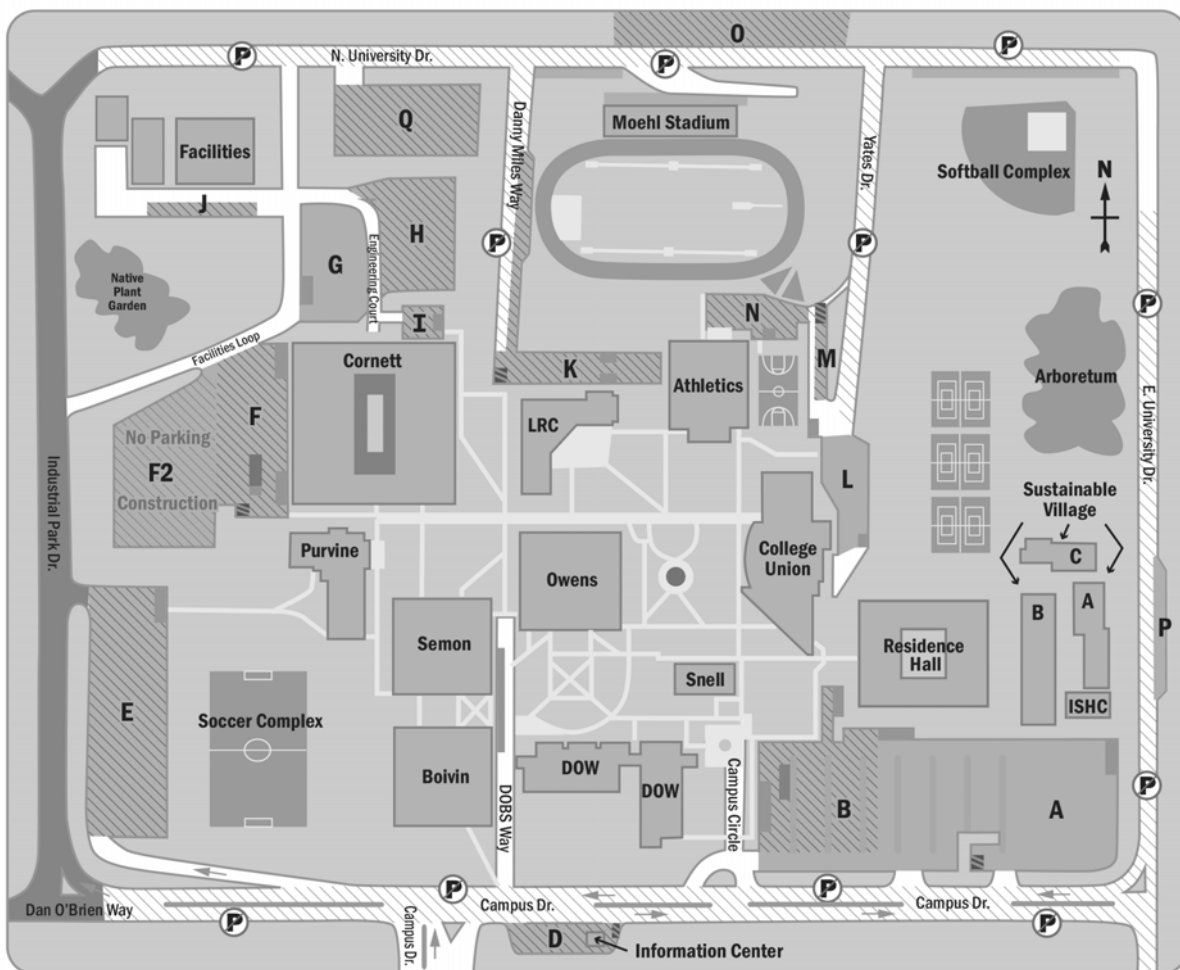 O
P
N. University Dr.
P
P
Q
Danny Miles Way
Moehl Stadium
Yates Dr.
Facilities
Softball Complex
N
J
H
P
P
Engineering Court
G
Native
Plant
Garden
P
I
N
M
Facilities Loop
Cornett
K
Athletics
Arboretum
E. University Dr.
F
LRC
No Parking
F2
Construction
Industrial Park Dr.
L
Sustainable
Village
Purvine
Owens
College
Union
C
A
B
P
Semon
Residence
Hall
Snell
ISHC
E
Soccer Complex
Boivin
DOW
DOW
DOBS Way
Campus Circle
B
A
P
P
P
Dan O'Brien Way
Campus Dr.
Campus Dr.
P
P
Campus Dr.
D
Information Center